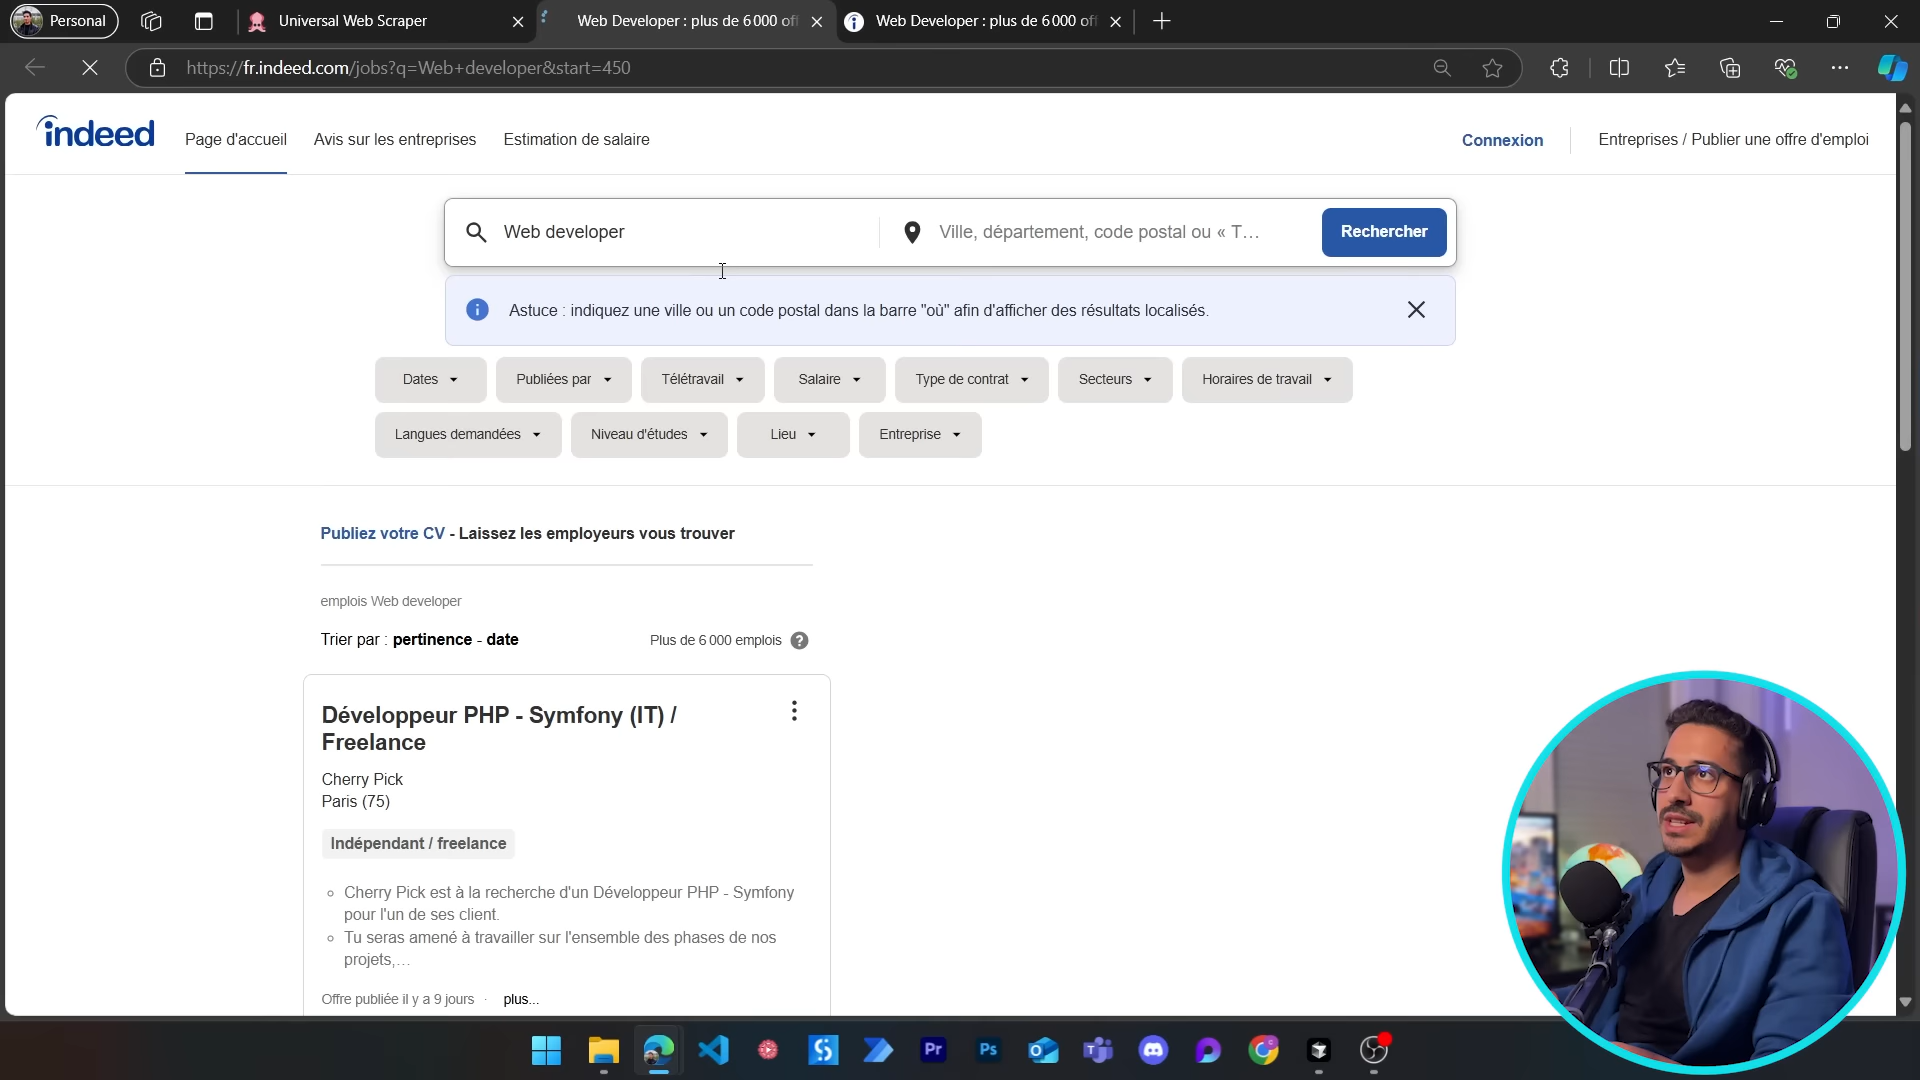 Personal
Universal Web Scraper
Web Developer : plus de 6 000 off
Web Developer : plus de 6 000 off
https://fr.indeed.com/jobs?q=Web+developer&start=450
indeed
Page d'accueil
Avis sur les entreprises
Estimation de salaire
Connexion
Entreprises / Publier une offre d'emploi
Web developer
Ville, département, code postal ou « T…
Rechercher
Astuce : indiquez une ville ou un code postal dans la barre "où" afin d'afficher des résultats localisés.
Dates
Publiées par
Télétravail
Salaire
Type de contrat
Secteurs
Horaires de travail
Langues demandées
Niveau d'études
Lieu
Entreprise
Publiez votre CV - Laissez les employeurs vous trouver
emplois Web developer
Trier par : pertinence - date
Plus de 6 000 emplois
Développeur PHP - Symfony (IT) /
Freelance
Cherry Pick
Paris (75)
Indépendant / freelance
Cherry Pick est à la recherche d'un Développeur PHP - Symfony
pour l'un de ses client.
Tu seras amené à travailler sur l'ensemble des phases de nos
projets,…
Offre publiée il y a 9 jours · plus...
Pr
Ps